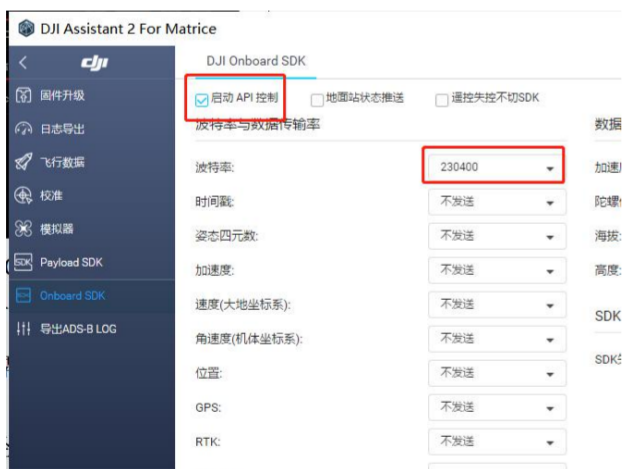 DJI Assistant 2 For Matrice
dji
固件升级
日志导出
飞行数据
校准
模拟器
Payload SDK
Onboard SDK
导出ADS-B LOG
DJI Onboard SDK
启动 API 控制 地面站状态推送 遥控失控不切SDK
波特率与数据传输率 数据
波特率: 230400 加速
时间戳: 不发送 陀螺
姿态四元数: 不发送 海拔:
加速度: 不发送 高度:
速度(大地坐标系): 不发送
SDK
角速度(机体坐标系): 不发送
SDK
位置: 不发送
GPS: 不发送
RTK: 不发送